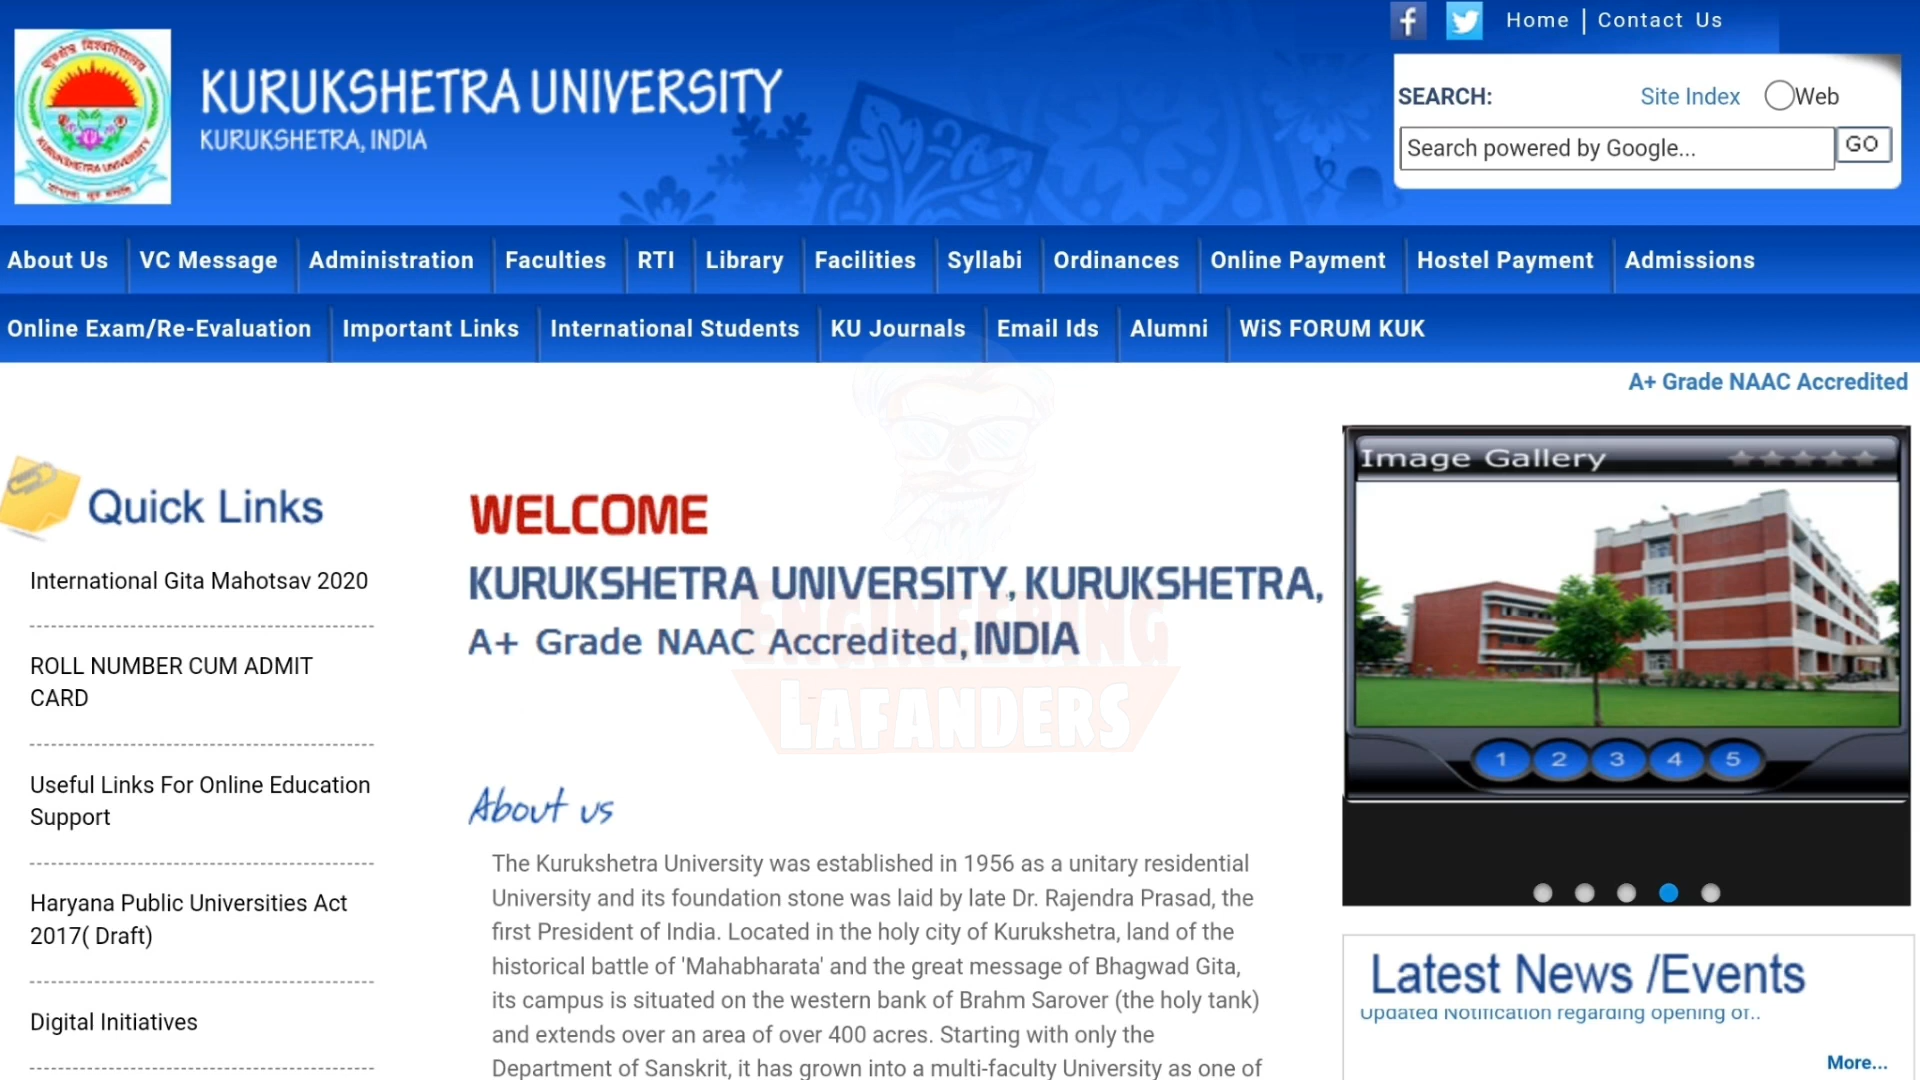 Home | Contact Us
KURUKSHETRA UNIVERSITY
KURUKSHETRA, INDIA
KURUKSHETRA UNIVERSITY
SEARCH: Site Index Web
Search powered by Google... GO
About Us VC Message Administration Faculties RTI Library Facilities Syllabi Ordinances Online Payment Hostel Payment Admissions
Online Exam/Re-Evaluation Important Links International Students KU Journals Email Ids Alumni WiS FORUM KUK
A+ Grade NAAC Accredited
Quick Links
International Gita Mahotsav 2020
ROLL NUMBER CUM ADMIT
CARD
Useful Links For Online Education
Support
Haryana Public Universities Act
2017( Draft)
Digital Initiatives
WELCOME
KURUKSHETRA UNIVERSITY, KURUKSHETRA,
A+ Grade NAAC Accredited, INDIA
ENGINEERING
LAFANDERS
About us
The Kurukshetra University was established in 1956 as a unitary residential
University and its foundation stone was laid by late Dr. Rajendra Prasad, the
first President of India. Located in the holy city of Kurukshetra, land of the
historical battle of 'Mahabharata' and the great message of Bhagwad Gita,
its campus is situated on the western bank of Brahm Sarover (the holy tank)
and extends over an area of over 400 acres. Starting with only the
Department of Sanskrit, it has grown into a multi-faculty University as one of
Image Gallery
1 2 3 4 5
Latest News /Events
Updated Notification regarding opening of..
More...